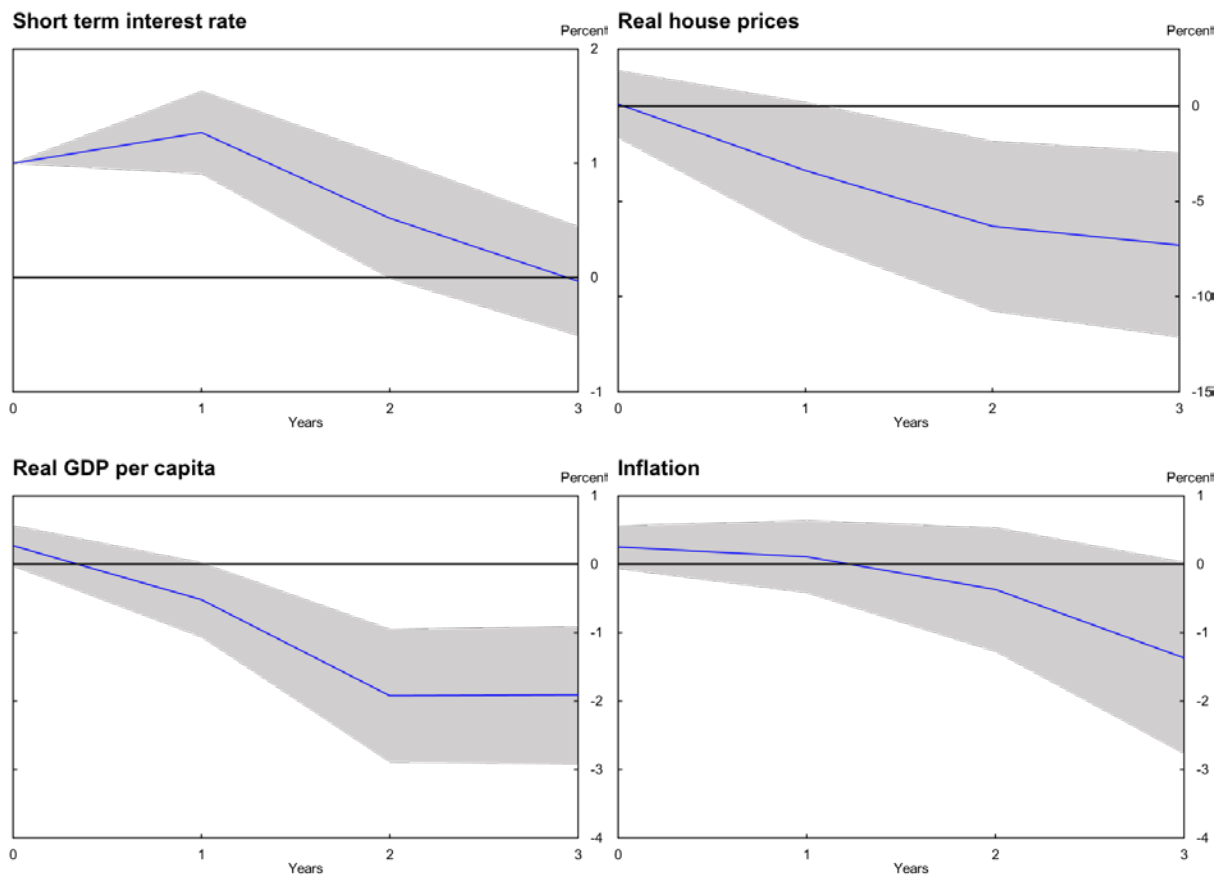 Short term interest rate
Percent
2
1
0
-1
0 1 2 3
Years
Real house prices
Percent
0
-5
-10
-15
0 1 2 3
Years
Real GDP per capita
Percent
1
0
-1
-2
-3
-4
0 1 2 3
Years
Inflation
Percent
1
0
-1
-2
-3
-4
0 1 2 3
Years